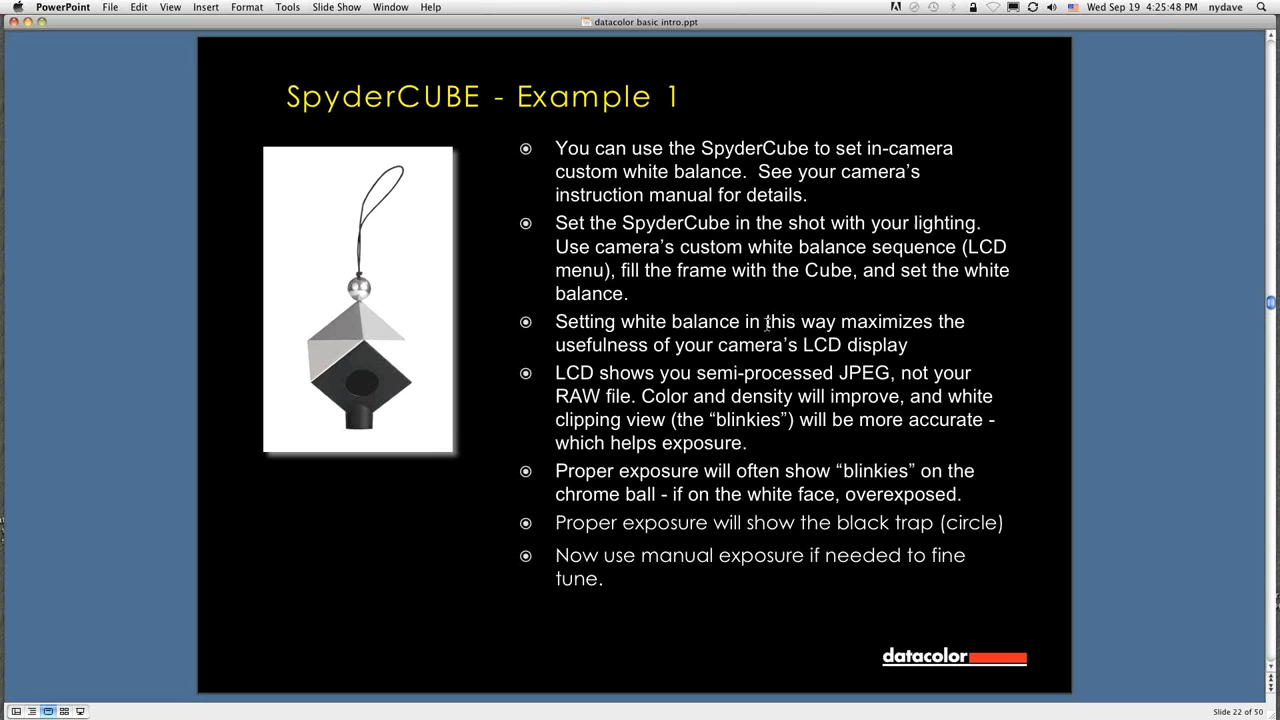 PowerPoint File Edit View Insert Format Tools Slide Show Window Help Wed Sep 19 4:25:48 PM nydave
datacolor basic intro.ppt
SpyderCUBE - Example 1
You can use the SpyderCube to set in-camera
custom white balance. See your camera's
instruction manual for details.
Set the SpyderCube in the shot with your lighting.
Use camera's custom white balance sequence (LCD
menu), fill the frame with the Cube, and set the white
balance.
Setting white balance in this way maximizes the
usefulness of your camera's LCD display
LCD shows you semi-processed JPEG, not your
RAW file. Color and density will improve, and white
clipping view (the “blinkies”) will be more accurate -
which helps exposure.
Proper exposure will often show “blinkies” on the
chrome ball - if on the white face, overexposed.
Proper exposure will show the black trap (circle)
Now use manual exposure if needed to fine
tune.
datacolor
Slide 22 of 50